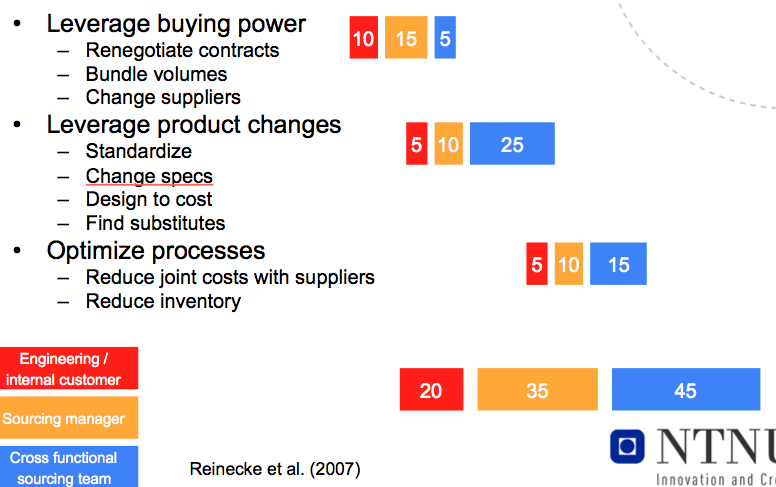 • Leverage buying power
– Renegotiate contracts
– Bundle volumes
– Change suppliers
10 15 5
• Leverage product changes
– Standardize
– Change specs
– Design to cost
– Find substitutes
5 10 25
• Optimize processes
– Reduce joint costs with suppliers
– Reduce inventory
5 10 15
Engineering /
internal customer
Sourcing manager
Cross functional
sourcing team
20 35 45
Reinecke et al. (2007)
NTNU
Innovation and Cr